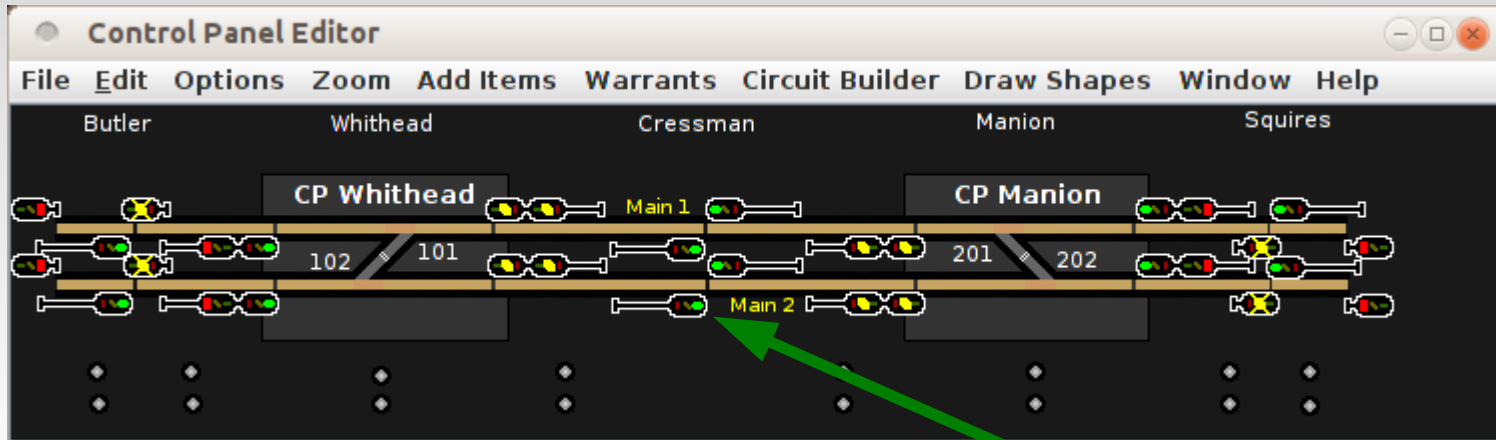 Control Panel Editor
File Edit Options Zoom Add Items Warrants Circuit Builder Draw Shapes Window Help
Butler Whithead Cressman Manion Squires
CP Whithead Main 1 CP Manion
102 101 201 202
Main 2